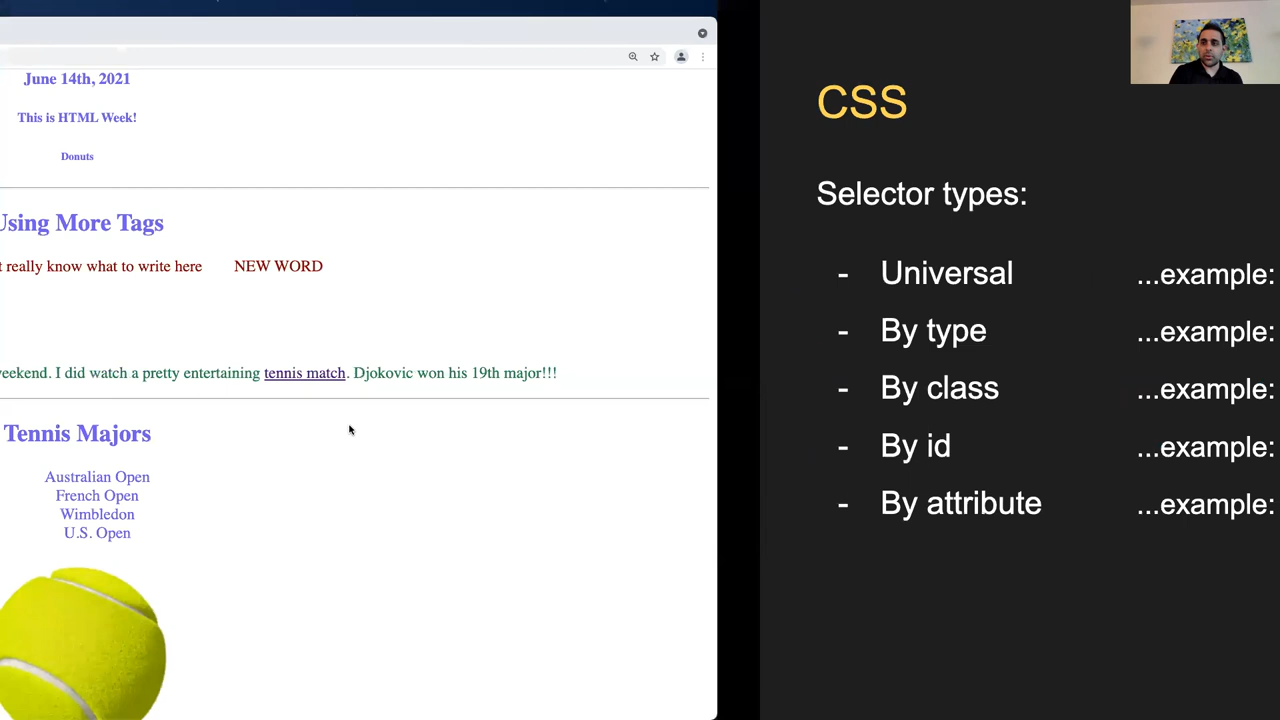 June 14th, 2021
This is HTML Week!
Donuts
Using More Tags
t really know what to write here NEW WORD
weekend. I did watch a pretty entertaining tennis match. Djokovic won his 19th major!!!
Tennis Majors
Australian Open
French Open
Wimbledon
U.S. Open
CSS
Selector types:
- Universal ...example:
- By type ...example:
- By class ...example:
- By id ...example:
- By attribute ...example: